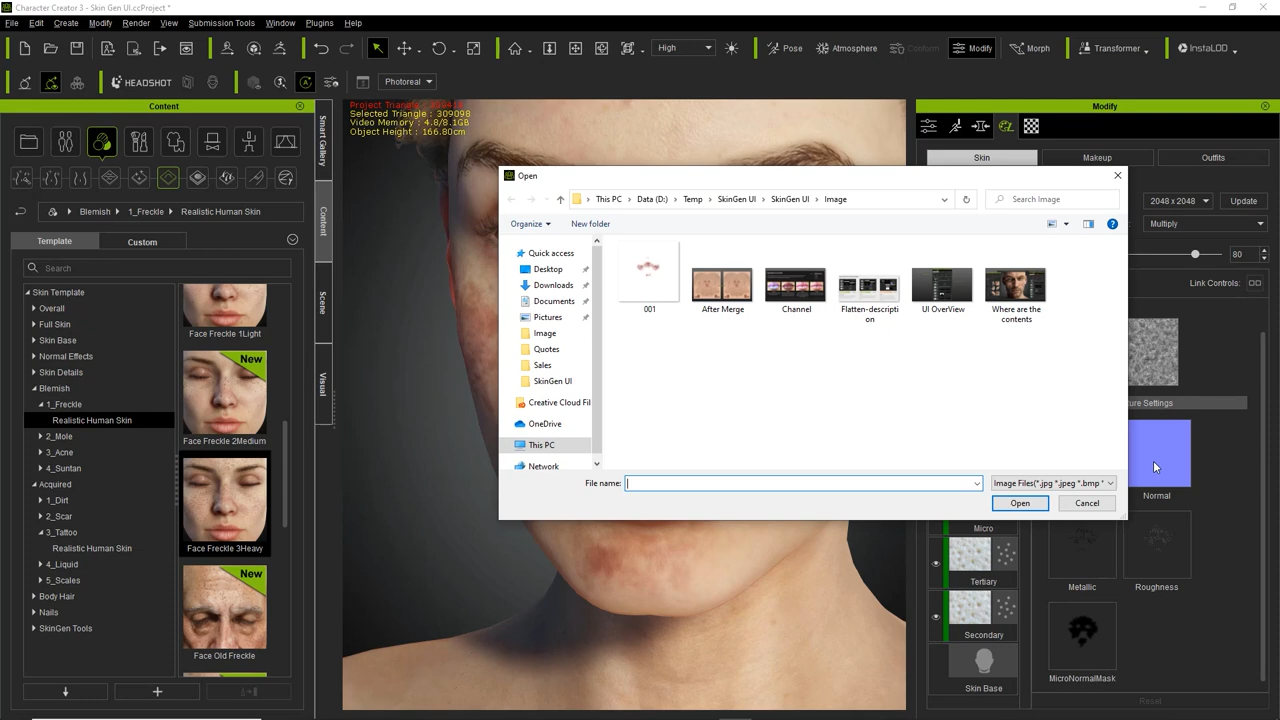 Character Creator 3 - Skin Gen UI.ccProject *
File Edit Create Modify Render View Submission Tools Window Plugins Help
High
Pose
Atmosphere
Conform
Modify
Morph
Transformer
InstaLOD
HEADSHOT
Photoreal
Content
Blemish
1_Freckle
Realistic Human Skin
Template
Custom
Search
Skin Template
Overall
Full Skin
Skin Base
Normal Effects
Skin Details
Blemish
1_Freckle
Realistic Human Skin
2_Mole
3_Acne
4_Suntan
Acquired
1_Dirt
2_Scar
3_Tattoo
Realistic Human Skin
4_Liquid
5_Scales
Body Hair
Nails
SkinGen Tools
Face Freckle 1Light
New
Face Freckle 2Medium
Face Freckle 3Heavy
New
Face Old Freckle
Smart Gallery
Content
Scene
Visual
Selected Triangle : 309098
Video Memory : 4.8/8.1GB
Object Height : 166.80cm
Open
This PC
Data (D:)
Temp
SkinGen UI
SkinGen UI
Image
Search Image
Organize
New folder
Quick access
Desktop
Downloads
Documents
Pictures
Image
Quotes
Sales
SkinGen UI
Creative Cloud Fil
OneDrive
This PC
Network
001
After Merge
Channel
Flatten-descripti
on
UI OverView
Where are the
contents
File name:
Image Files(*.jpg *.jpeg *.bmp *
Open
Cancel
Modify
Skin
Makeup
Outfits
2048 x 2048
Update
Multiply
80
Link Controls:
ure Settings
Normal
Micro
Tertiary
Secondary
Skin Base
Metallic
Roughness
MicroNormalMask
Reset